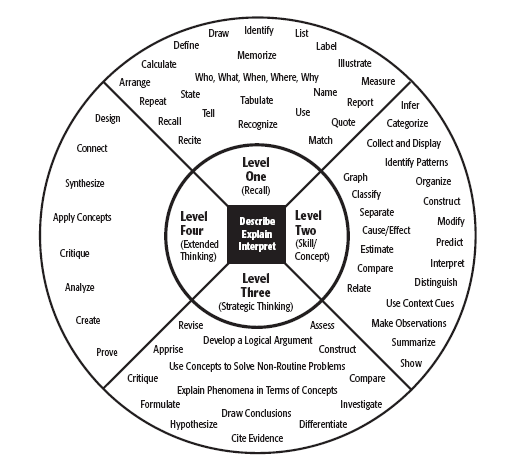 Draw
Identify
List
Define
Label
Memorize
Calculate
Illustrate
Who, What, When, Where, Why
Arrange
Measure
State
Name
Repeat
Tabulate
Report
Tell
Use
Recall
Recognize
Quote
Recite
Match
Level
One
(Recall)
Infer
Categorize
Collect and Display
Identify Patterns
Graph
Organize
Classify
Construct
Separate
Modify
Cause/Effect
Predict
Estimate
Interpret
Compare
Distinguish
Relate
Use Context Cues
Make Observations
Summarize
Show
Level
Two
(Skill/
Concept)
Describe
Explain
Interpret
Level
Three
(Strategic Thinking)
Revise
Assess
Develop a Logical Argument
Apprise
Construct
Use Concepts to Solve Non-Routine Problems
Critique
Compare
Explain Phenomena in Terms of Concepts
Formulate
Investigate
Draw Conclusions
Hypothesize
Differentiate
Cite Evidence
Level
Four
(Extended
Thinking)
Design
Connect
Synthesize
Apply Concepts
Critique
Analyze
Create
Prove